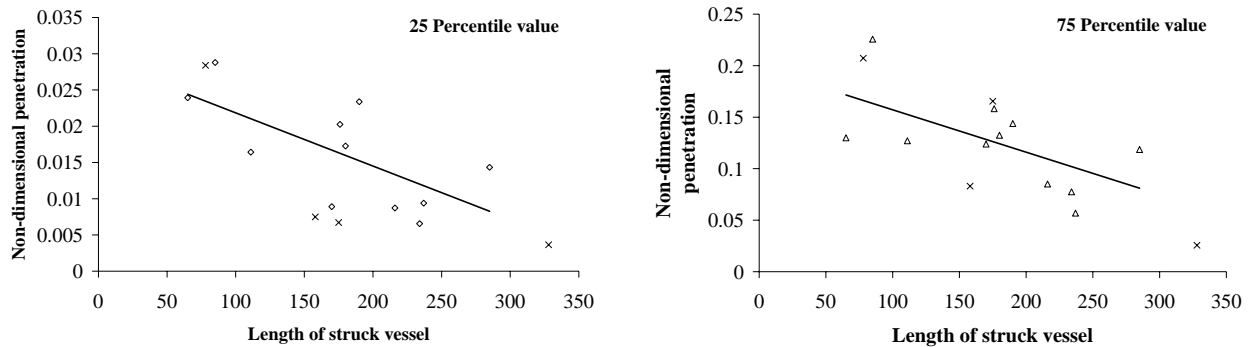 25 Percentile value
Non-dimensional penetration
0.035
0.03
0.025
0.02
0.015
0.01
0.005
0
0 50 100 150 200 250 300 350
Length of struck vessel
75 Percentile value
Non-dimensional
penetration
0.25
0.2
0.15
0.1
0.05
0
0 50 100 150 200 250 300 350
Length of struck vessel